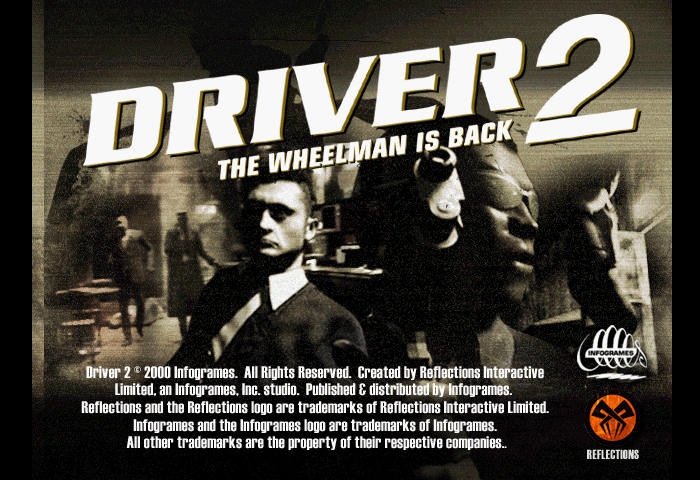 DRIVER 2
THE WHEELMAN IS BACK
INFOGRAMES
Driver 2 © 2000 Infogrames. All Rights Reserved. Created by Reflections Interactive
Limited, an Infogrames, Inc. studio. Published & distributed by Infogrames.
Reflections and the Reflections logo are trademarks of Reflections Interactive Limited.
Infogrames and the Infogrames logo are trademarks of Infogrames.
All other trademarks are the property of their respective companies..
REFLECTIONS